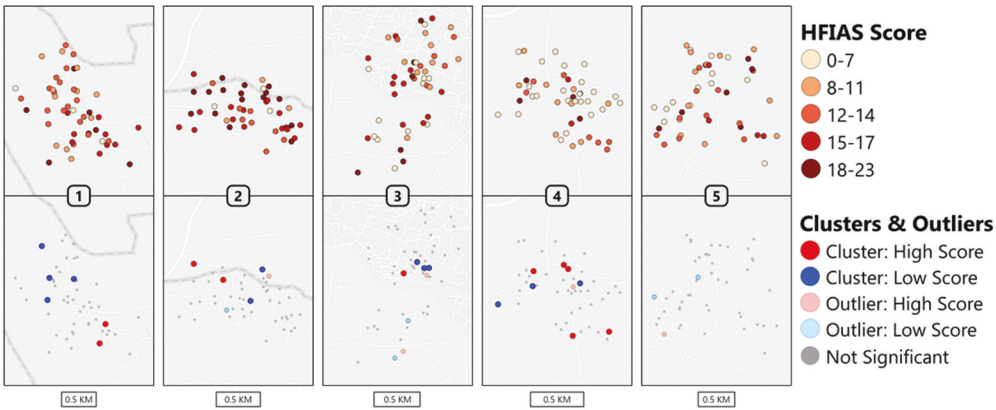 HFIAS Score
0-7
8-11
12-14
15-17
18-23
1
2
3
4
5
Clusters & Outliers
Cluster: High Score
Cluster: Low Score
Outlier: High Score
Outlier: Low Score
Not Significant
0.5 KM
0.5 KM
0.5 KM
0.5 KM
0.5 KM